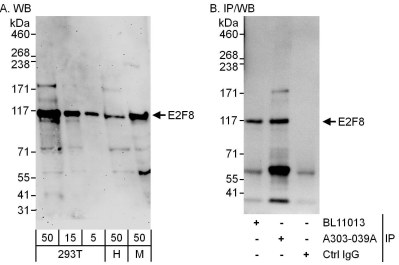 A. WB
kDa
460
268
238
171
117
71
55
41
31
E2F8
50 15 5 50 50
293T H M
B. IP/WB
kDa
460
268
238
171
117
71
55
41
E2F8
+ - - BL11013
- + - A303-039A
- - + Ctrl IgG
IP